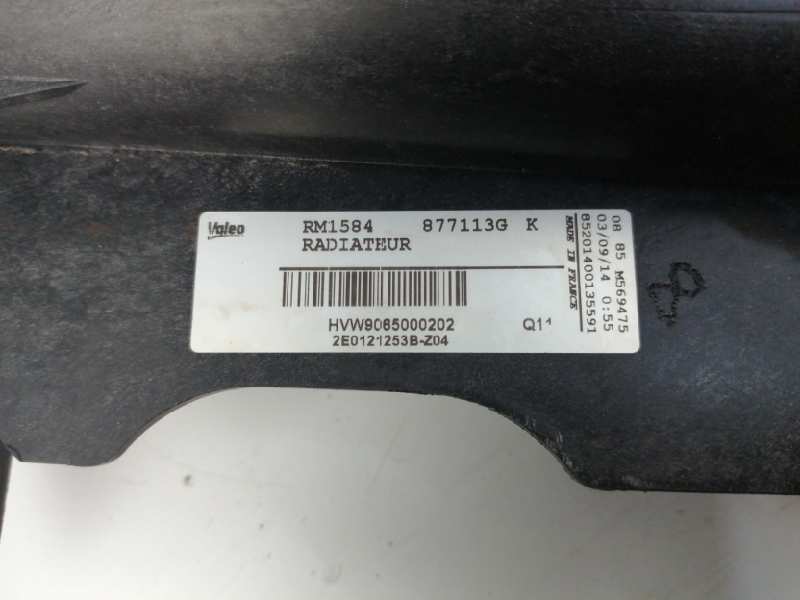 Valeo
RM1584 877113G K
RADIATEUR
HVW9065000202
Q1
2E0121253B-Z04
MADE IN FRANCE
08 85 M569475
03/09/14 0:55
85201400135591